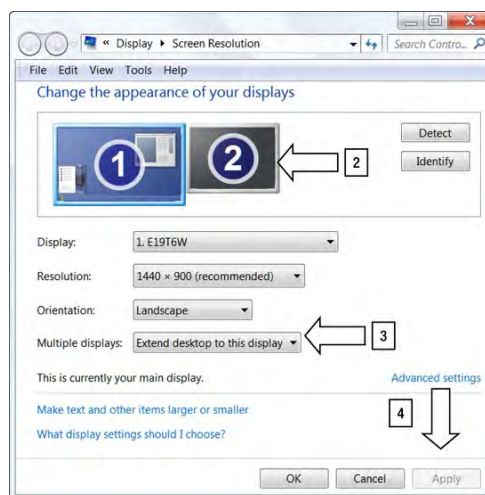 « Display ▸ Screen Resolution
Search Contro...
File Edit View Tools Help
Change the appearance of your displays
1 2
2
Detect
Identify
Display: 1. E19T6W
Resolution: 1440 × 900 (recommended)
Orientation: Landscape
Multiple displays: Extend desktop to this display
3
This is currently your main display.
Advanced settings
Make text and other items larger or smaller
4
What display settings should I choose?
OK Cancel Apply